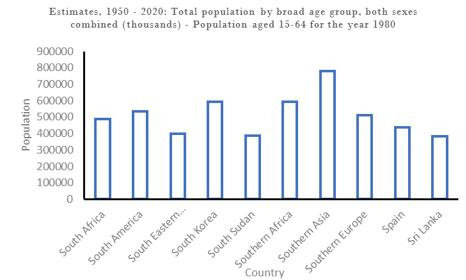 Estimates, 1950 - 2020: Total population by broad age group, both sexes
combined (thousands) - Population aged 15-64 for the year 1980
900000
800000
700000
600000
500000
400000
300000
200000
100000
0
Population
South Africa
South America
South Eastern...
South Korea
South Sudan
Southern Africa
Southern Asia
Southern Europe
Spain
Sri Lanka
Country